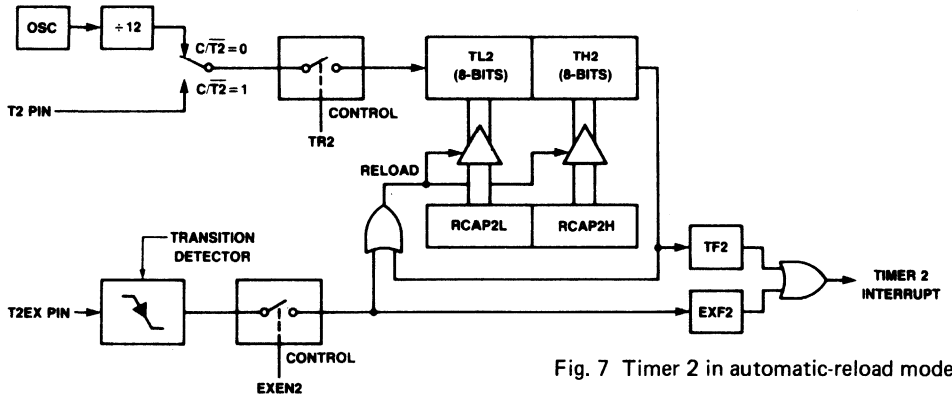 OSC
÷12
C/T2̅ = 0
C/T2̅ = 1
T2 PIN
CONTROL
TR2
TL2
(8-BITS)
TH2
(8-BITS)
RELOAD
RCAP2L
RCAP2H
TRANSITION
DETECTOR
T2EX PIN
CONTROL
EXEN2
TF2
EXF2
TIMER 2
INTERRUPT
Fig. 7 Timer 2 in automatic-reload mode